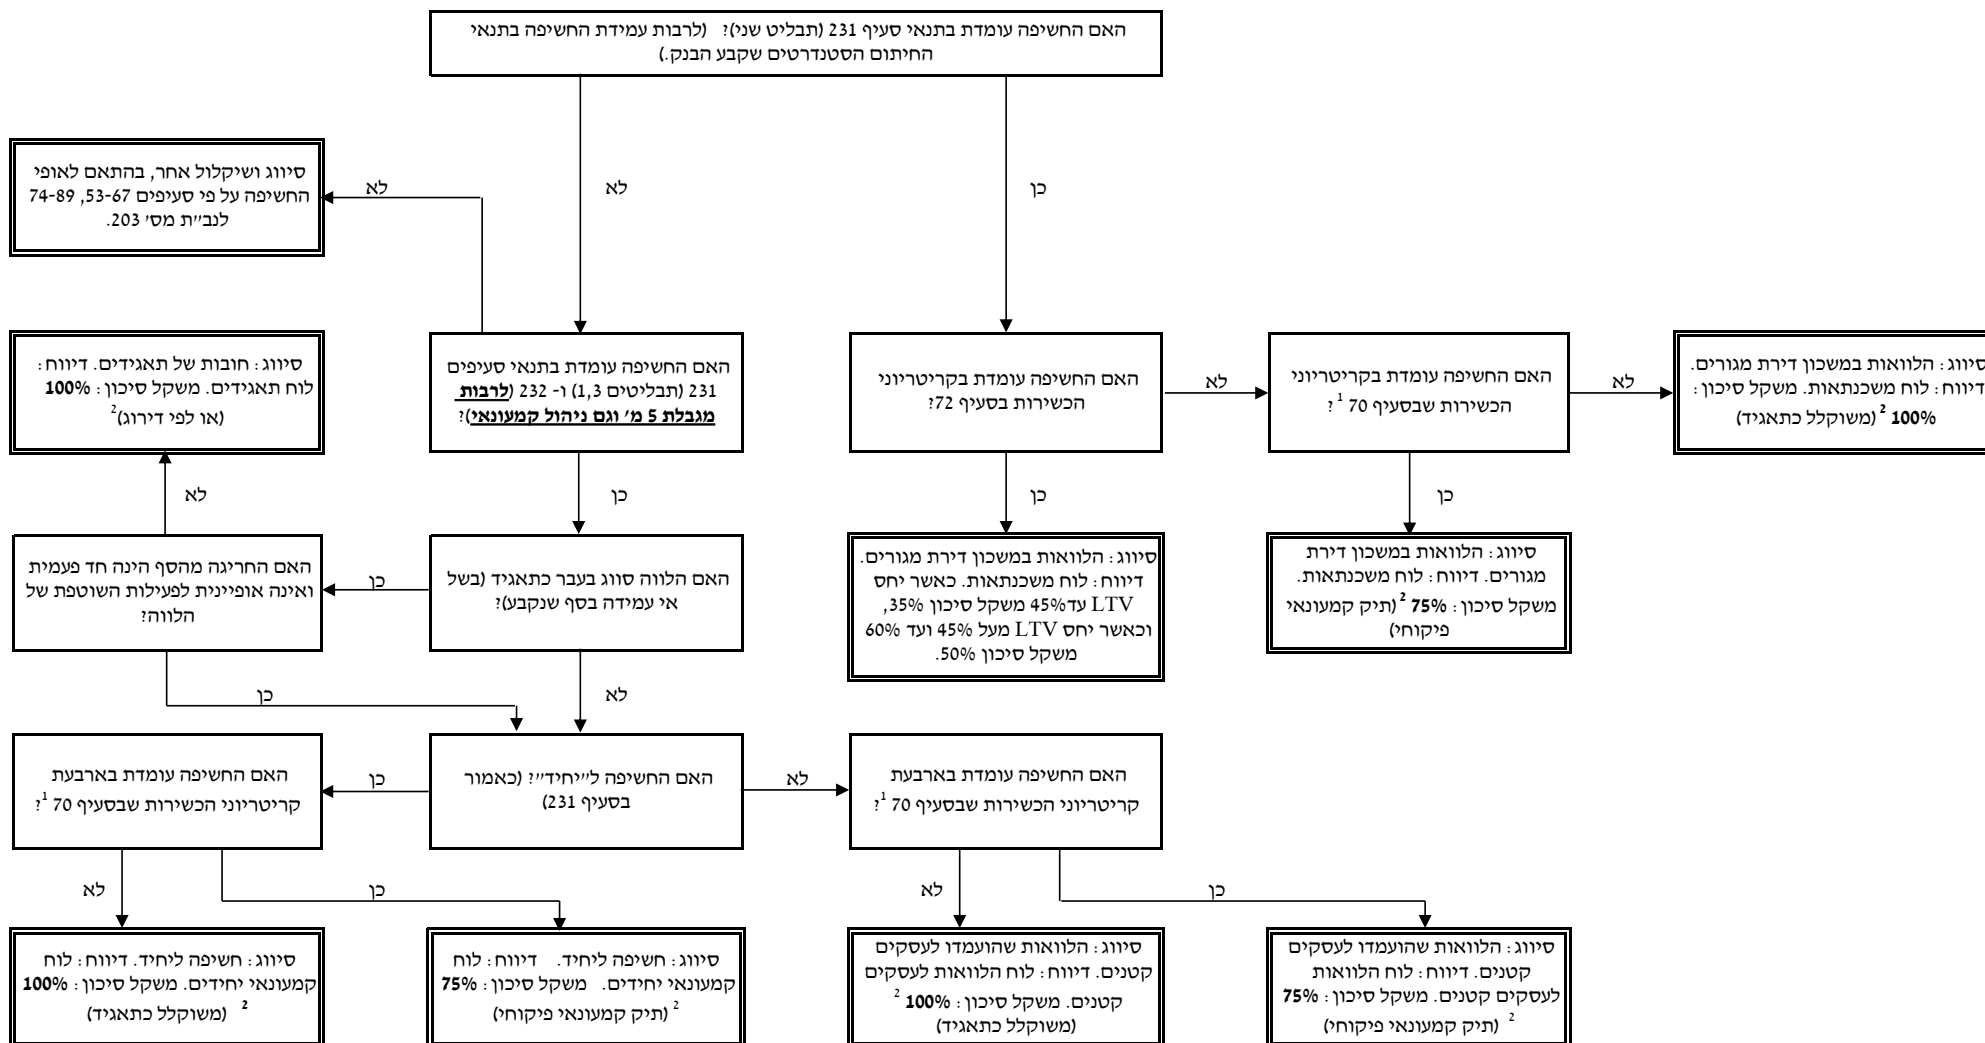 האם החשיפה עומדת בתנאי סעיף 231 (תבליט שני)? (לרבות עמידת החשיפה בתנאי
החיתום הסטנדרטים שקבע הבנק.)
לא
כן
לא
סיווג ושיקלול אחר, בהתאם לאופי
החשיפה על פי סעיפים 53-67, 74-89
לנב״ת מס׳ 203.
סיווג: הלוואות במשכון דירת מגורים.
דיווח: לוח משכנתאות. משקל סיכון:
100% ² (משוקלל כתאגיד)
לא
האם החשיפה עומדת בקריטריוני
הכשירות שבסעיף 70 ¹?
לא
האם החשיפה עומדת בקריטריוני
הכשירות בסעיף 72?
האם החשיפה עומדת בתנאי סעיפים
231 (תבליטים 1,3) ו- 232 (לרבות
מגבלת 5 מ׳ וגם ניהול קמעונאי)?
סיווג: חובות של תאגידים. דיווח:
לוח תאגידים. משקל סיכון: 100%
(או לפי דירוג)²
כן
כן
כן
לא
סיווג: הלוואות במשכון דירת
מגורים. דיווח: לוח משכנתאות.
משקל סיכון: 75% ² (תיק קמעונאי
פיקוחי)
סיווג: הלוואות במשכון דירת מגורים.
דיווח: לוח משכנתאות. כאשר יחס
LTV עד 45% משקל סיכון 35%,
וכאשר יחס LTV מעל 45% ועד 60%
משקל סיכון 50%.
האם הלווה סווג בעבר כתאגיד (בשל
אי עמידה בסף שנקבע)?
כן
האם החריגה מהסף הינה חד פעמית
ואינה אופיינית לפעילות השוטפת של
הלווה?
לא
כן
האם החשיפה עומדת בארבעת
קריטריוני הכשירות שבסעיף 70 ¹?
לא
האם החשיפה ל״יחיד״? (כאמור
בסעיף 231)
כן
האם החשיפה עומדת בארבעת
קריטריוני הכשירות שבסעיף 70 ¹?
כן
לא
כן
לא
סיווג: הלוואות שהועמדו לעסקים
קטנים. דיווח: לוח הלוואות
לעסקים קטנים. משקל סיכון: 75%
² (תיק קמעונאי פיקוחי)
סיווג: הלוואות שהועמדו לעסקים
קטנים. דיווח: לוח הלוואות לעסקים
קטנים. משקל סיכון: 100% ²
(משוקלל כתאגיד)
סיווג: חשיפה ליחיד. דיווח: לוח
קמעונאי יחידים. משקל סיכון: 75%
² (תיק קמעונאי פיקוחי)
סיווג: חשיפה ליחיד. דיווח: לוח
קמעונאי יחידים. משקל סיכון: 100%
² (משוקלל כתאגיד)